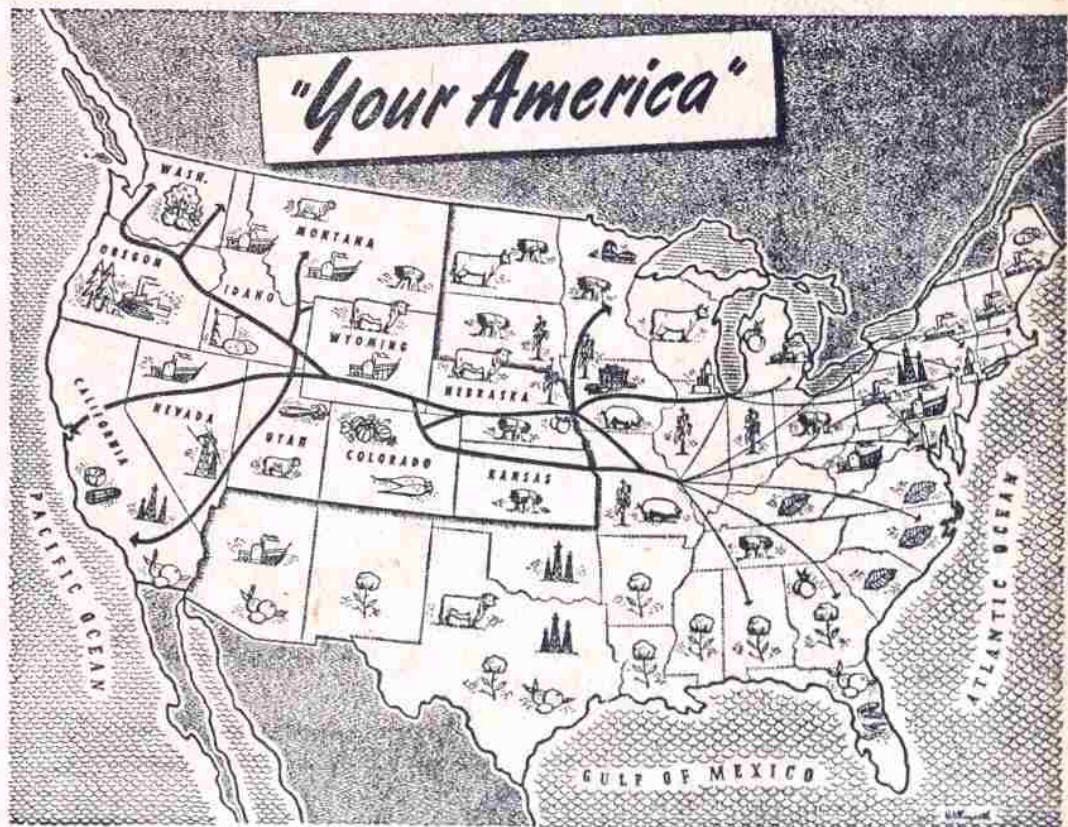 "Your America"
WASH.
MONTANA
OREGON
IDAHO
WYOMING
NEBRASKA
CALIFORNIA
NEVADA
UTAH
COLORADO
KANSAS
PACIFIC OCEAN
ATLANTIC OCEAN
GULF OF MEXICO